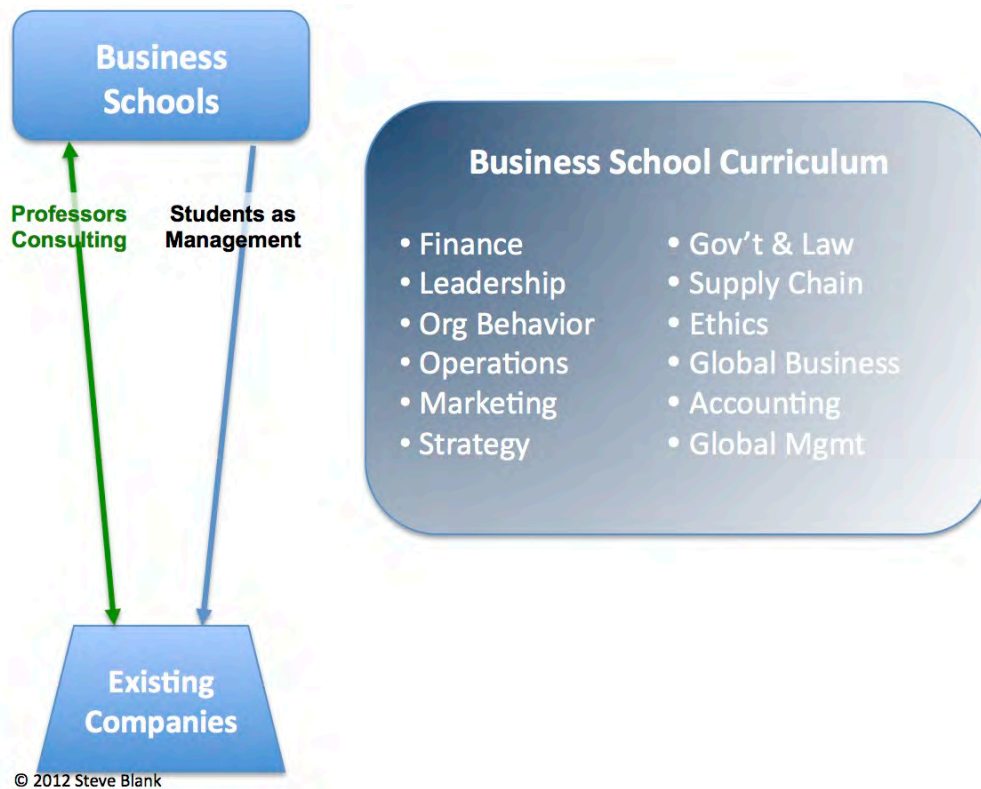 Business
Schools
Professors
Consulting
Students as
Management
Existing
Companies
Business School Curriculum
• Finance
• Leadership
• Org Behavior
• Operations
• Marketing
• Strategy
• Gov’t & Law
• Supply Chain
• Ethics
• Global Business
• Accounting
• Global Mgmt
© 2012 Steve Blank